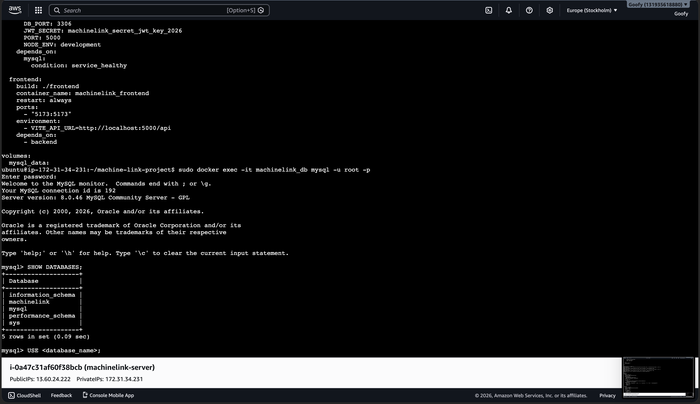 aws
Search
[Option+S]
Europe (Stockholm)
Goofy
DB_PORT: 3306
JWT_SECRET: machinelink_secret_jwt_key_2026
PORT: 5000
NODE_ENV: development
depends_on:
mysql:
condition: service_healthy
frontend:
build: ./frontend
container_name: machinelink_frontend
restart: always
ports:
- "5173:5173"
environment:
- VITE_API_URL=http://localhost:5000/api
depends_on:
- backend
volumes:
mysql_data:
ubuntu@ip-172-31-34-231:~/machine-link-project$ sudo docker exec -it machinelink_db mysql -u root -p
Enter password:
Welcome to the MySQL monitor.  Commands end with ; or \g.
Your MySQL connection id is 192
Server version: 8.0.46 MySQL Community Server - GPL
Copyright (c) 2000, 2026, Oracle and/or its affiliates.
Oracle is a registered trademark of Oracle Corporation and/or its
affiliates. Other names may be trademarks of their respective
owners.
Type 'help;' or '\h' for help. Type '\c' to clear the current input statement.
mysql> SHOW DATABASES;
+--------------------+
| Database           |
+--------------------+
| information_schema |
| machinelink        |
| mysql              |
| performance_schema |
| sys                |
+--------------------+
5 rows in set (0.09 sec)
mysql> USE <database_name>;
i-0a47c31af60f38bcb (machinelink-server)
PublicIPs: 13.60.24.222   PrivateIPs: 172.31.34.231
CloudShell   Feedback   Console Mobile App   © 2026, Amazon Web Services, Inc. or its affiliates.   Privacy